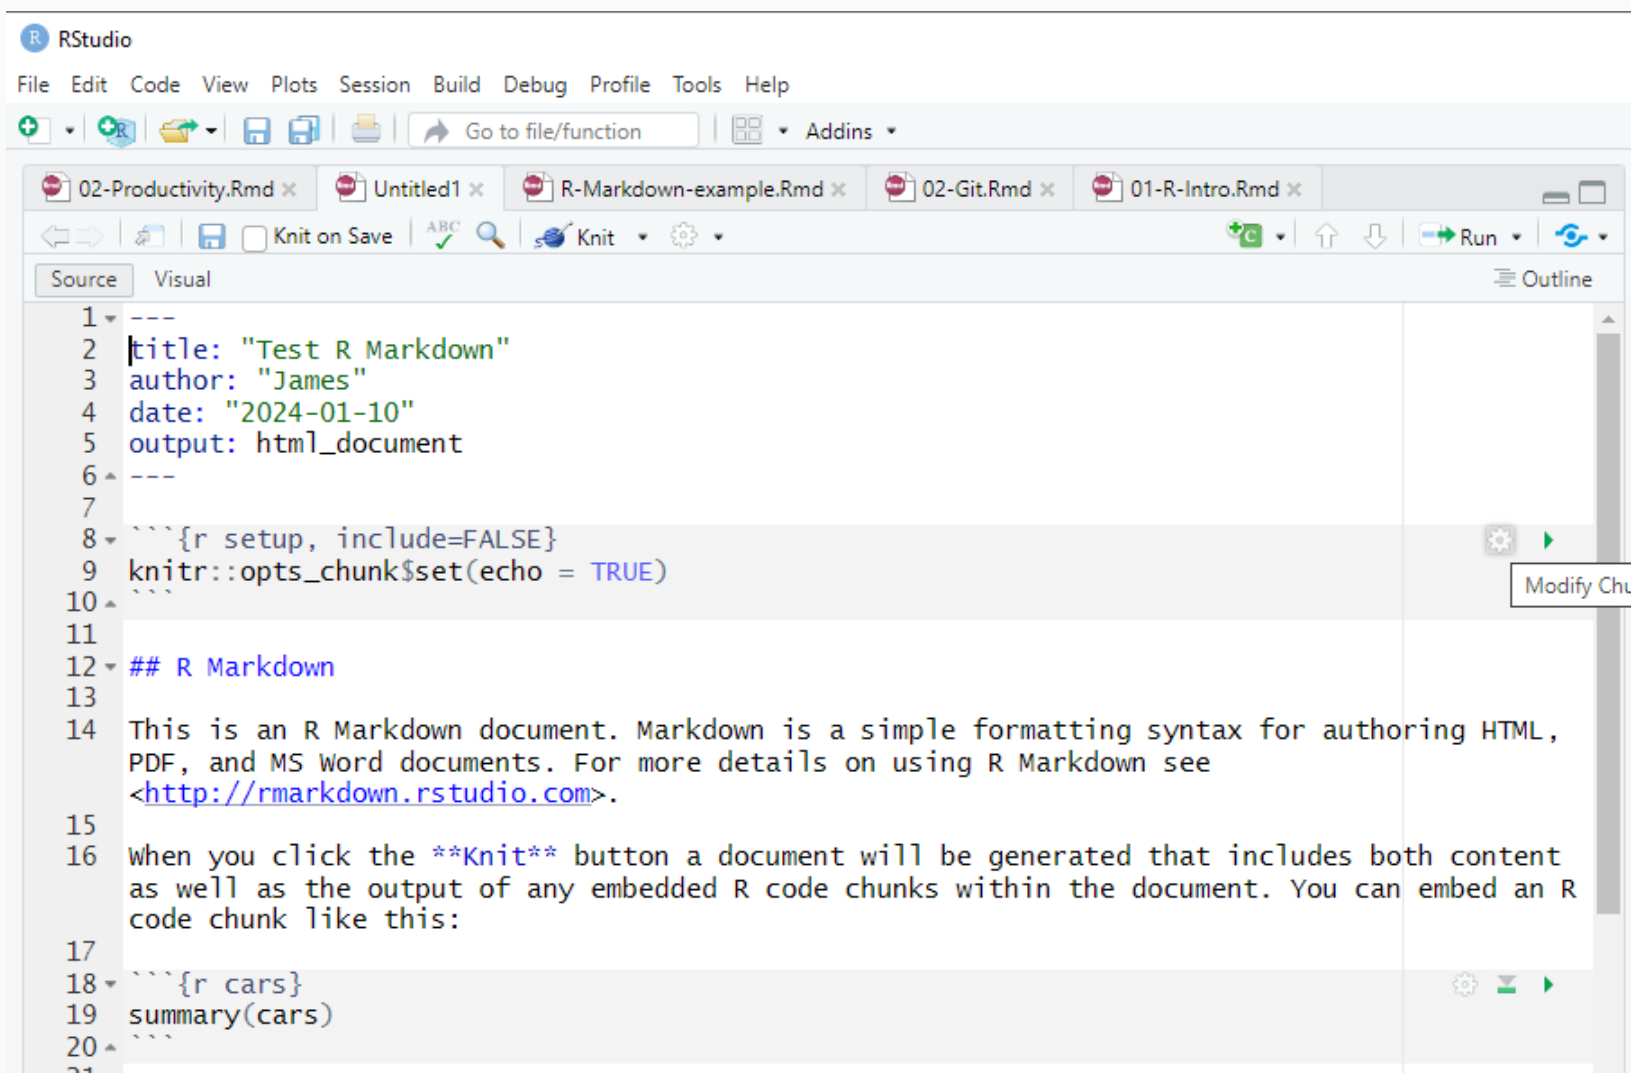 RStudio
File Edit Code View Plots Session Build Debug Profile Tools Help
Go to file/function Addins
02-Productivity.Rmd Untitled1 R-Markdown-example.Rmd 02-Git.Rmd 01-R-Intro.Rmd
Knit on Save ABC Knit Run
Source Visual Outline
1 ---
2 title: "Test R Markdown"
3 author: "James"
4 date: "2024-01-10"
5 output: html_document
6 ---
7
8 ```{r setup, include=FALSE}
9 knitr::opts_chunk$set(echo = TRUE)
10 ```
Modify Chu
11
12 ## R Markdown
13
14 This is an R Markdown document. Markdown is a simple formatting syntax for authoring HTML,
PDF, and MS Word documents. For more details on using R Markdown see
<http://rmarkdown.rstudio.com>.
15
16 When you click the **Knit** button a document will be generated that includes both content
as well as the output of any embedded R code chunks within the document. You can embed an R
code chunk like this:
17
18 ```{r cars}
19 summary(cars)
20 ```